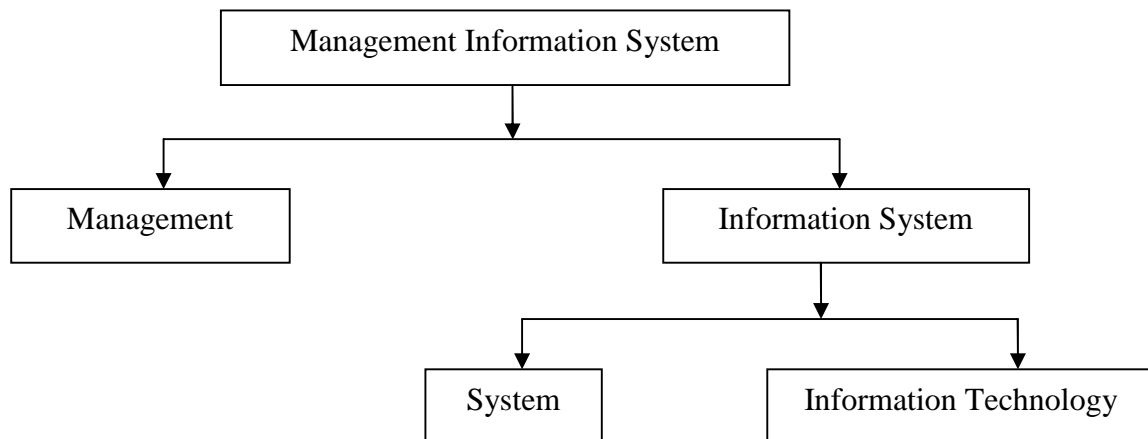 Management Information System
Management
Information System
System
Information Technology